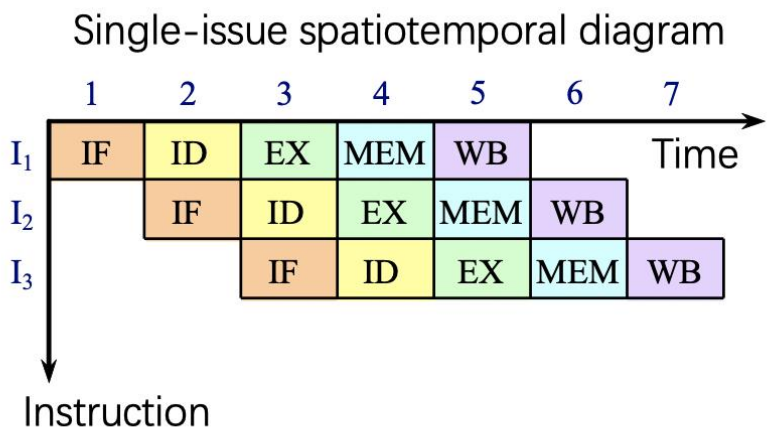 Single-issue spatiotemporal diagram
1 2 3 4 5 6 7
I₁ IF ID EX MEM WB Time
I₂ IF ID EX MEM WB
I₃ IF ID EX MEM WB
Instruction